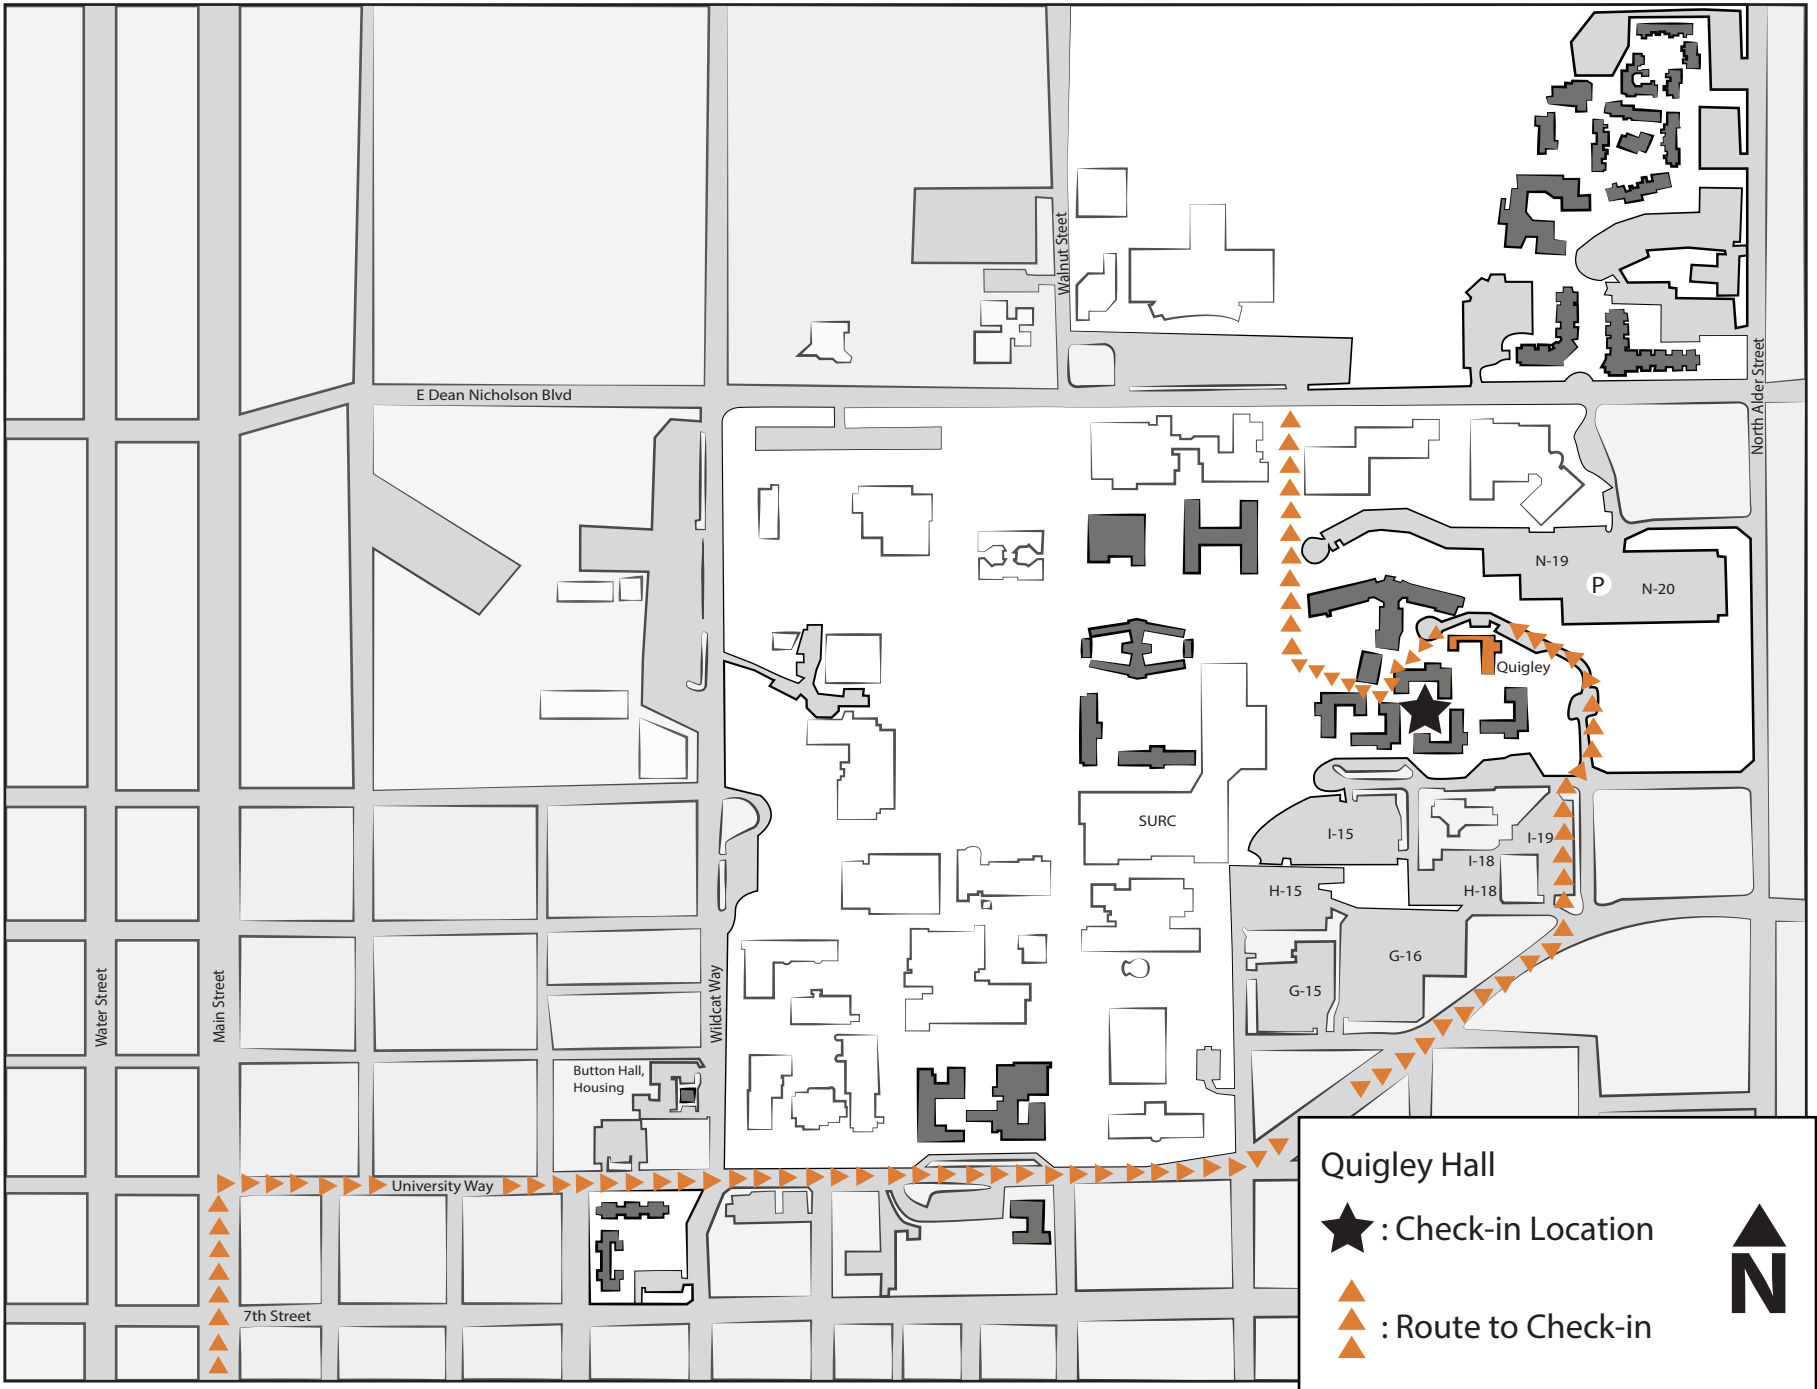 Walnut Steet
E Dean Nicholson Blvd
North Alder Street
N-19
P
N-20
Quigley
SURC
I-15
I-19
I-18
H-15
H-18
G-16
G-15
Water Street
Main Street
Wildcat Way
Button Hall,
Housing
University Way
7th Street
Quigley Hall
: Check-in Location
: Route to Check-in
N